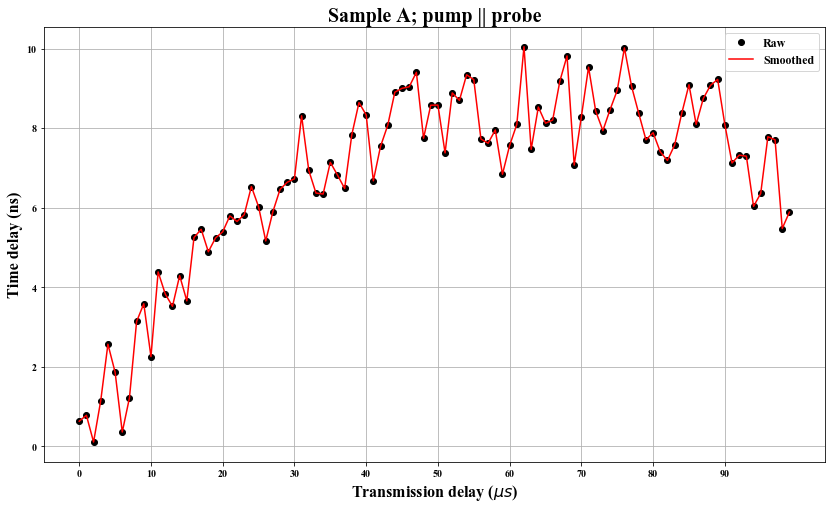 Sample A; pump || probe
Raw
Smoothed
10
8
6
4
2
0
Time delay (ns)
0 10 20 30 40 50 60 70 80 90
Transmission delay (μs)